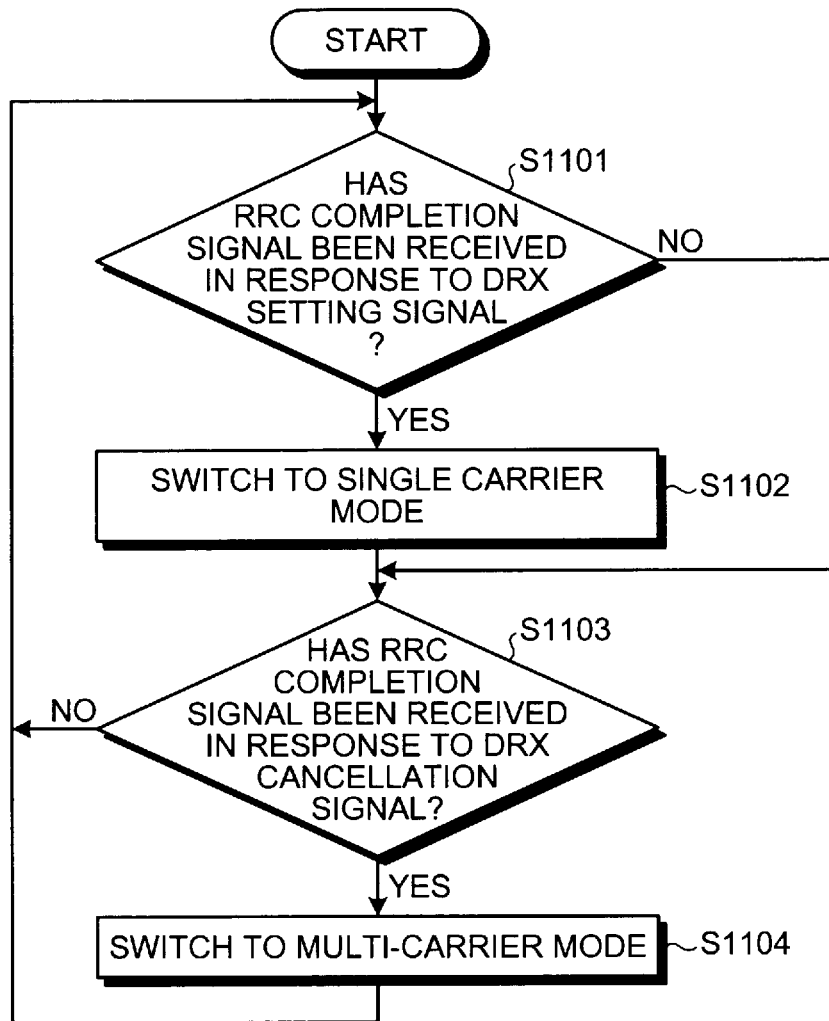 START
S1101
HAS
RRC COMPLETION
SIGNAL BEEN RECEIVED
IN RESPONSE TO DRX
SETTING SIGNAL
?
NO
YES
SWITCH TO SINGLE CARRIER
MODE
S1102
S1103
HAS RRC
COMPLETION
SIGNAL BEEN RECEIVED
IN RESPONSE TO DRX
CANCELLATION
SIGNAL?
NO
YES
SWITCH TO MULTI-CARRIER MODE
S1104